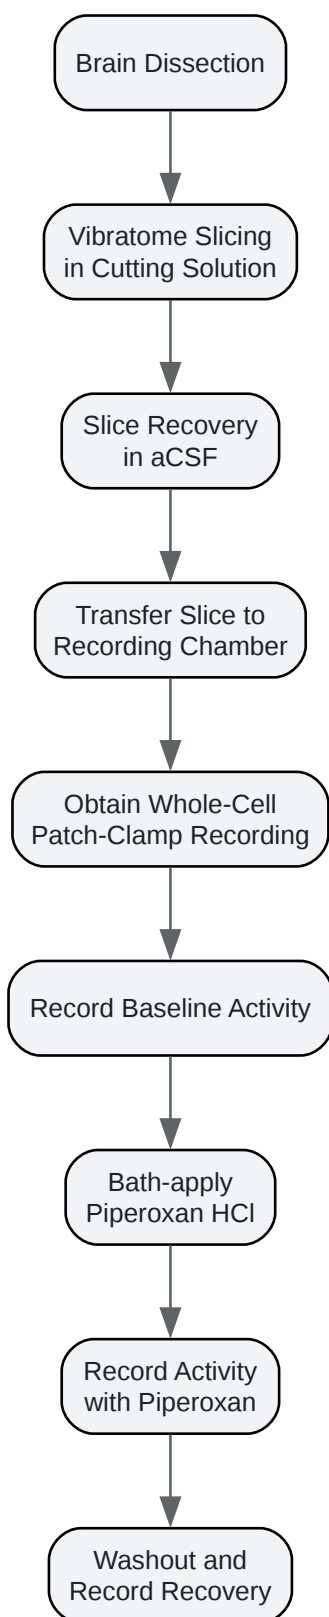 Brain Dissection
Vibratome Slicing
in Cutting Solution
Slice Recovery
in aCSF
Transfer Slice to
Recording Chamber
Obtain Whole-Cell
Patch-Clamp Recording
Record Baseline Activity
Bath-apply
Piperoxan HCl
Record Activity
with Piperoxan
Washout and
Record Recovery